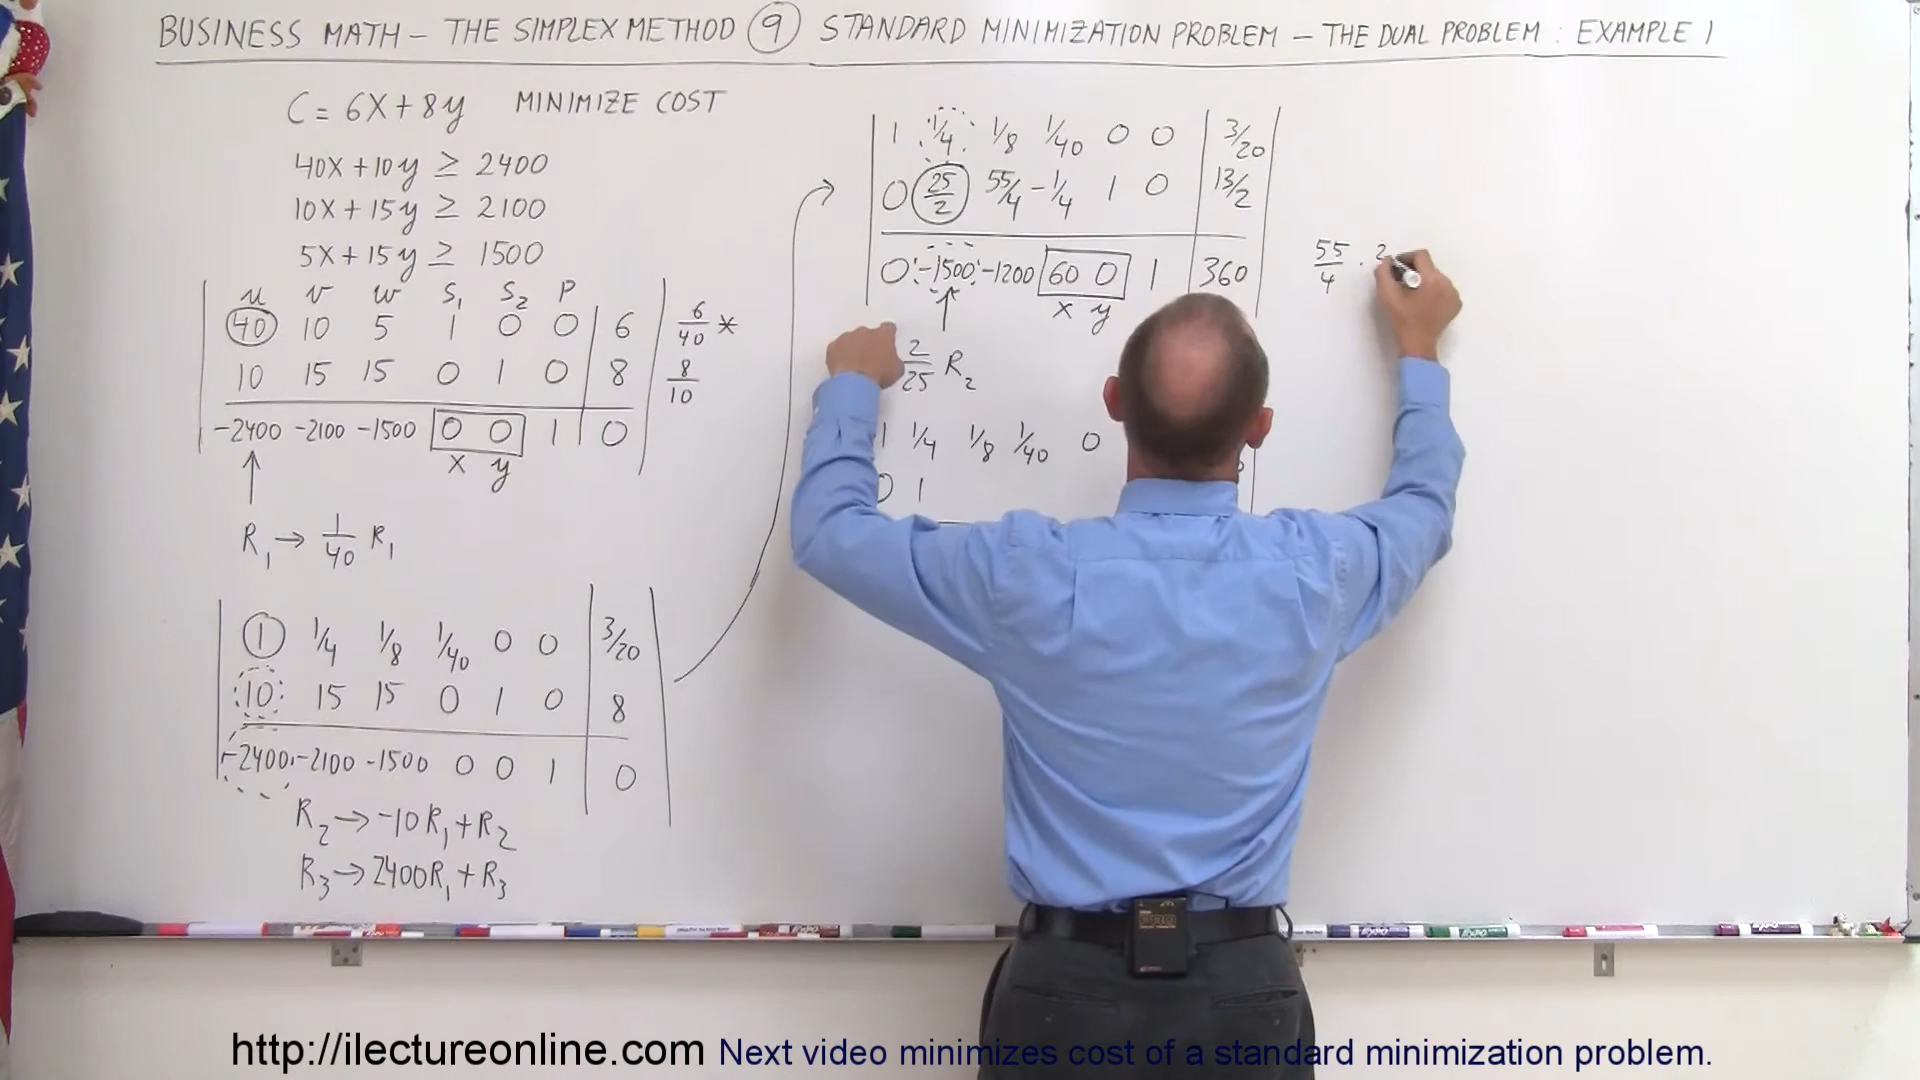 BUSINESS MATH – THE SIMPLEX METHOD 9 STANDARD MINIMIZATION PROBLEM – THE DUAL PROBLEM : EXAMPLE 1
C = 6X + 8y MINIMIZE COST
40X + 10y ≥ 2400
10X + 15y ≥ 2100
5X + 15y ≥ 1500
u v w S₁ S₂ P
40 10 5 1 0 0 6 6/40 *
10 15 15 0 1 0 8 8/10
-2400 -2100 -1500 0 0 1 0
x y
R₁ → 1/40 R₁
1 1/4 1/8 1/40 0 0 3/20
10 15 15 0 1 0 8
-2400 -2100 -1500 0 0 1 0
R₂ → -10R₁ + R₂
R₃ → 2400R₁ + R₃
1 1/4 1/8 1/40 0 0 3/20
0 25/2 55/4 -1/4 1 0 13/2
0 -1500 -1200 60 0 1 360
x y
2/25 R₂
1 1/4 1/8 1/40 0
0 1
55/4 · 2
http://ilectureonline.com Next video minimizes cost of a standard minimization problem.